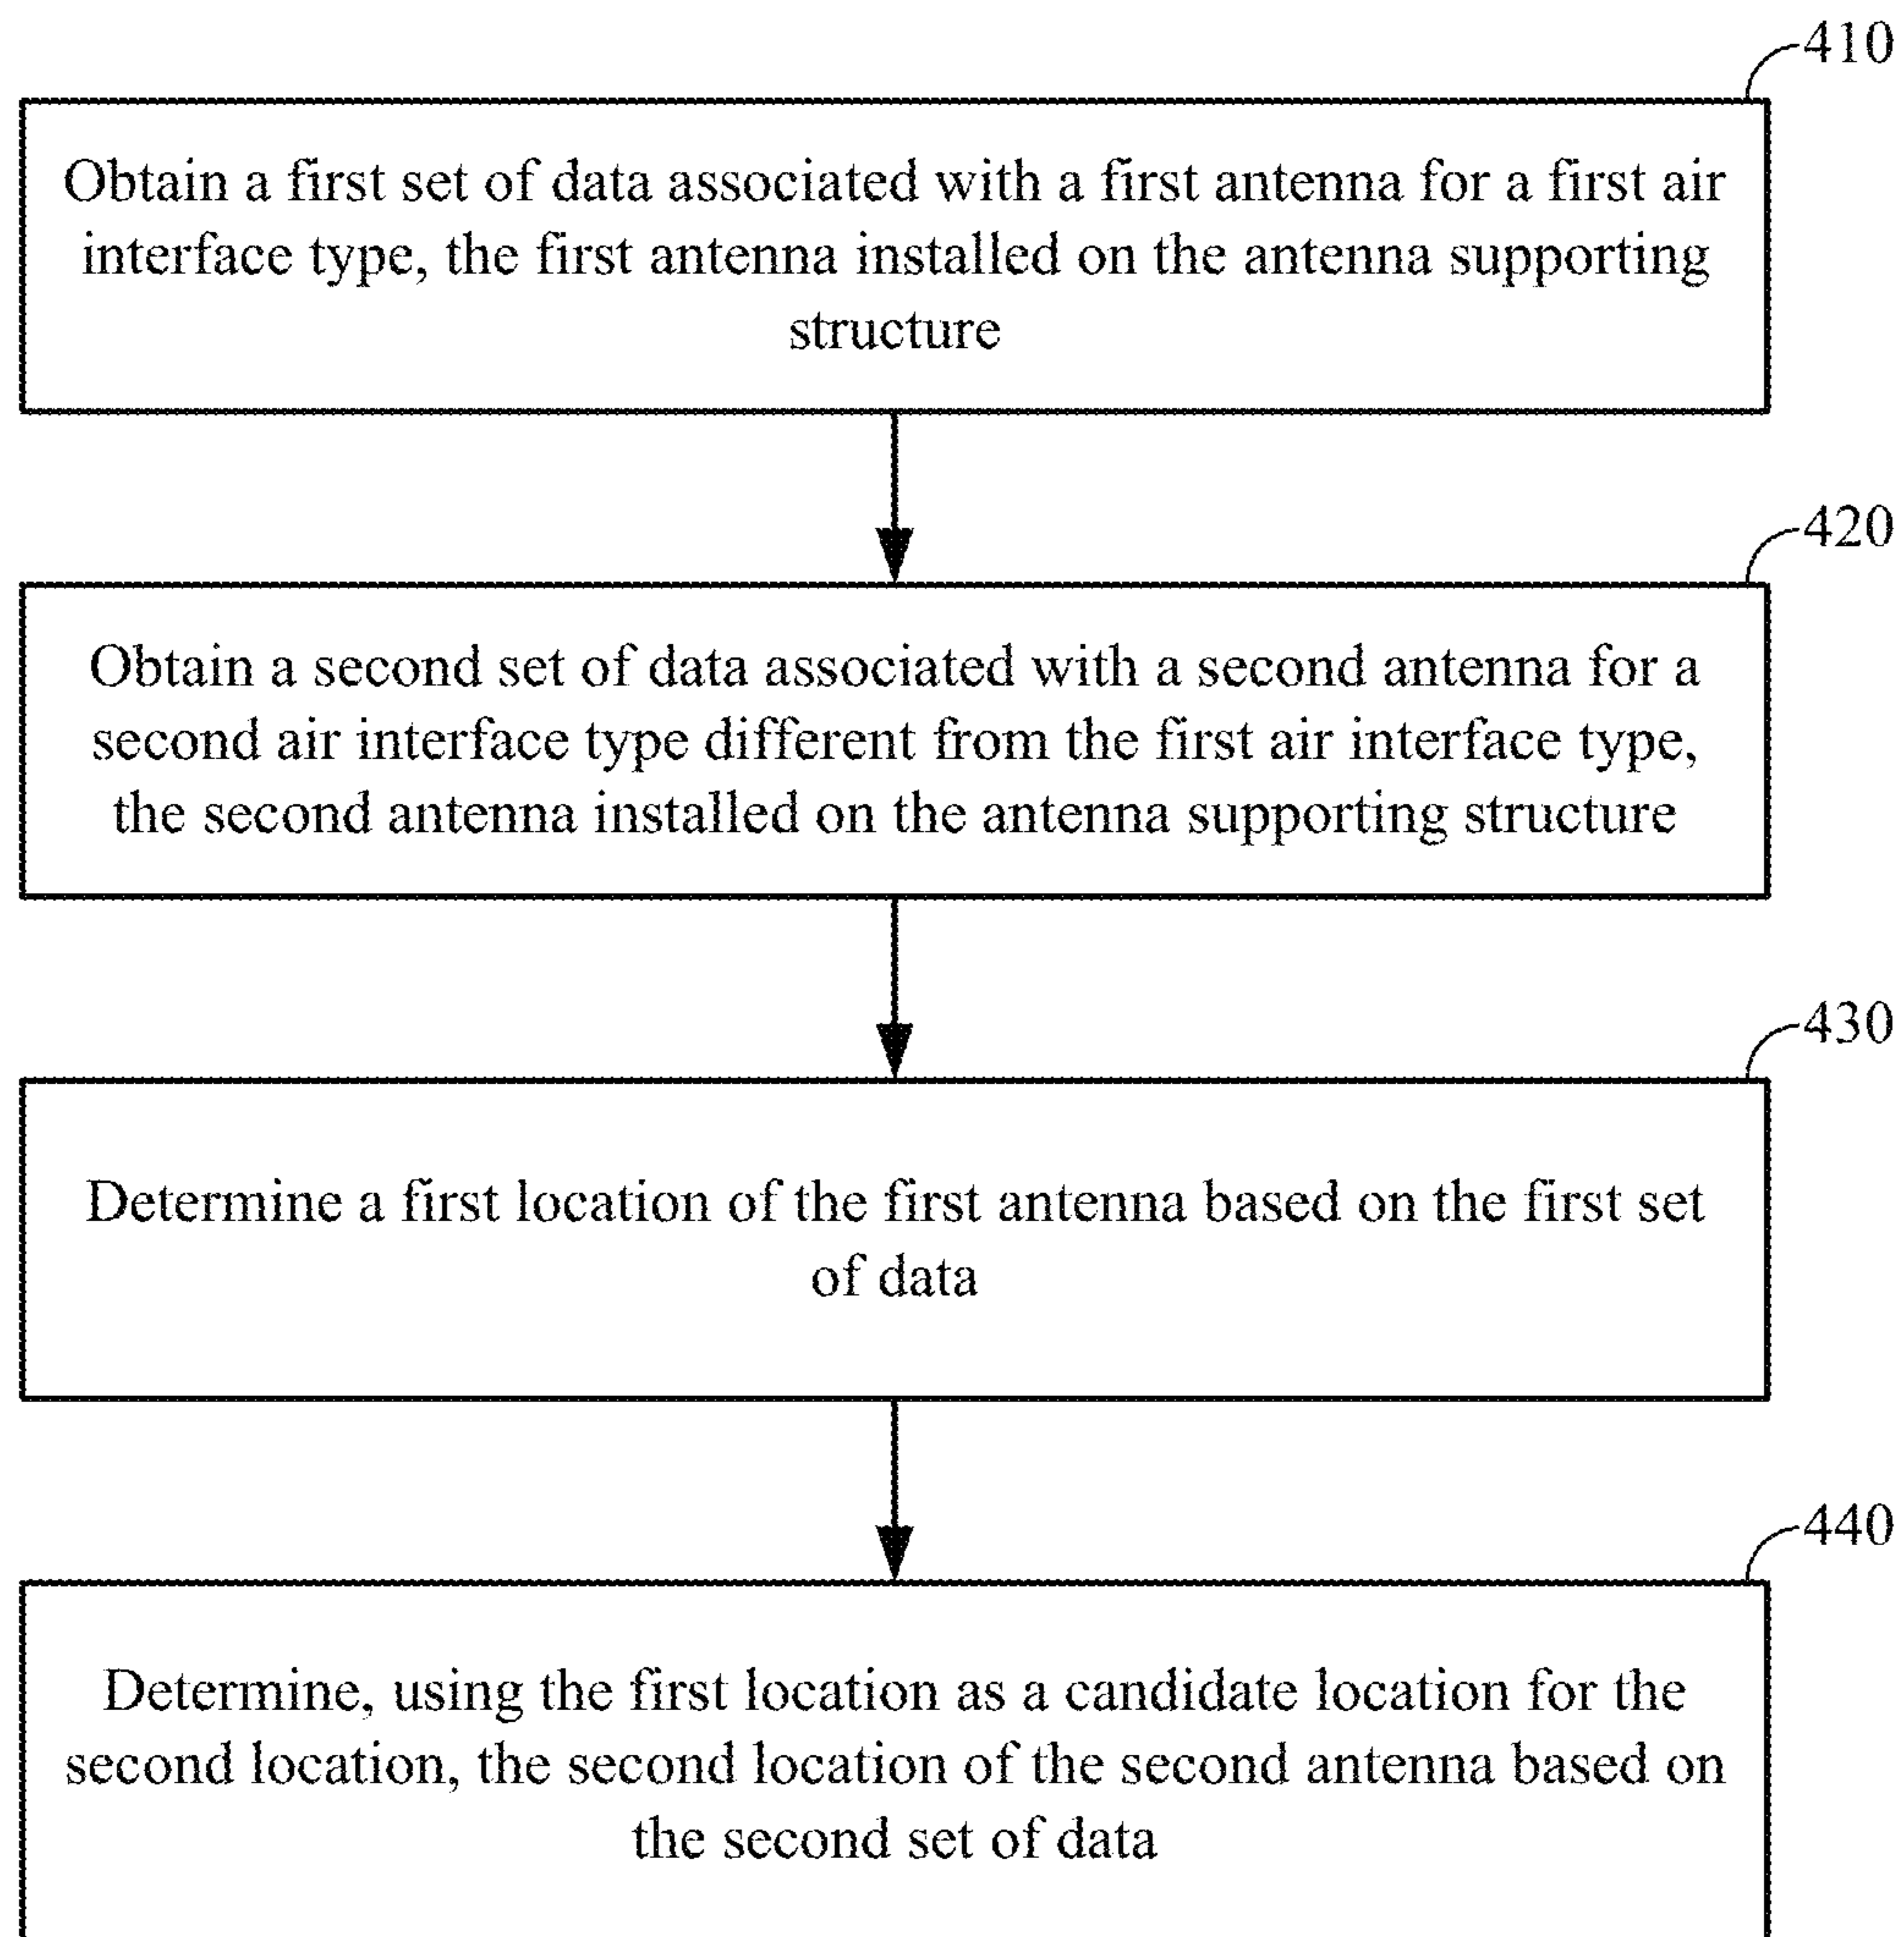 410
Obtain a first set of data associated with a first antenna for a first air
interface type, the first antenna installed on the antenna supporting
structure
420
Obtain a second set of data associated with a second antenna for a
second air interface type different from the first air interface type,
the second antenna installed on the antenna supporting structure
430
Determine a first location of the first antenna based on the first set
of data
440
Determine, using the first location as a candidate location for the
second location, the second location of the second antenna based on
the second set of data